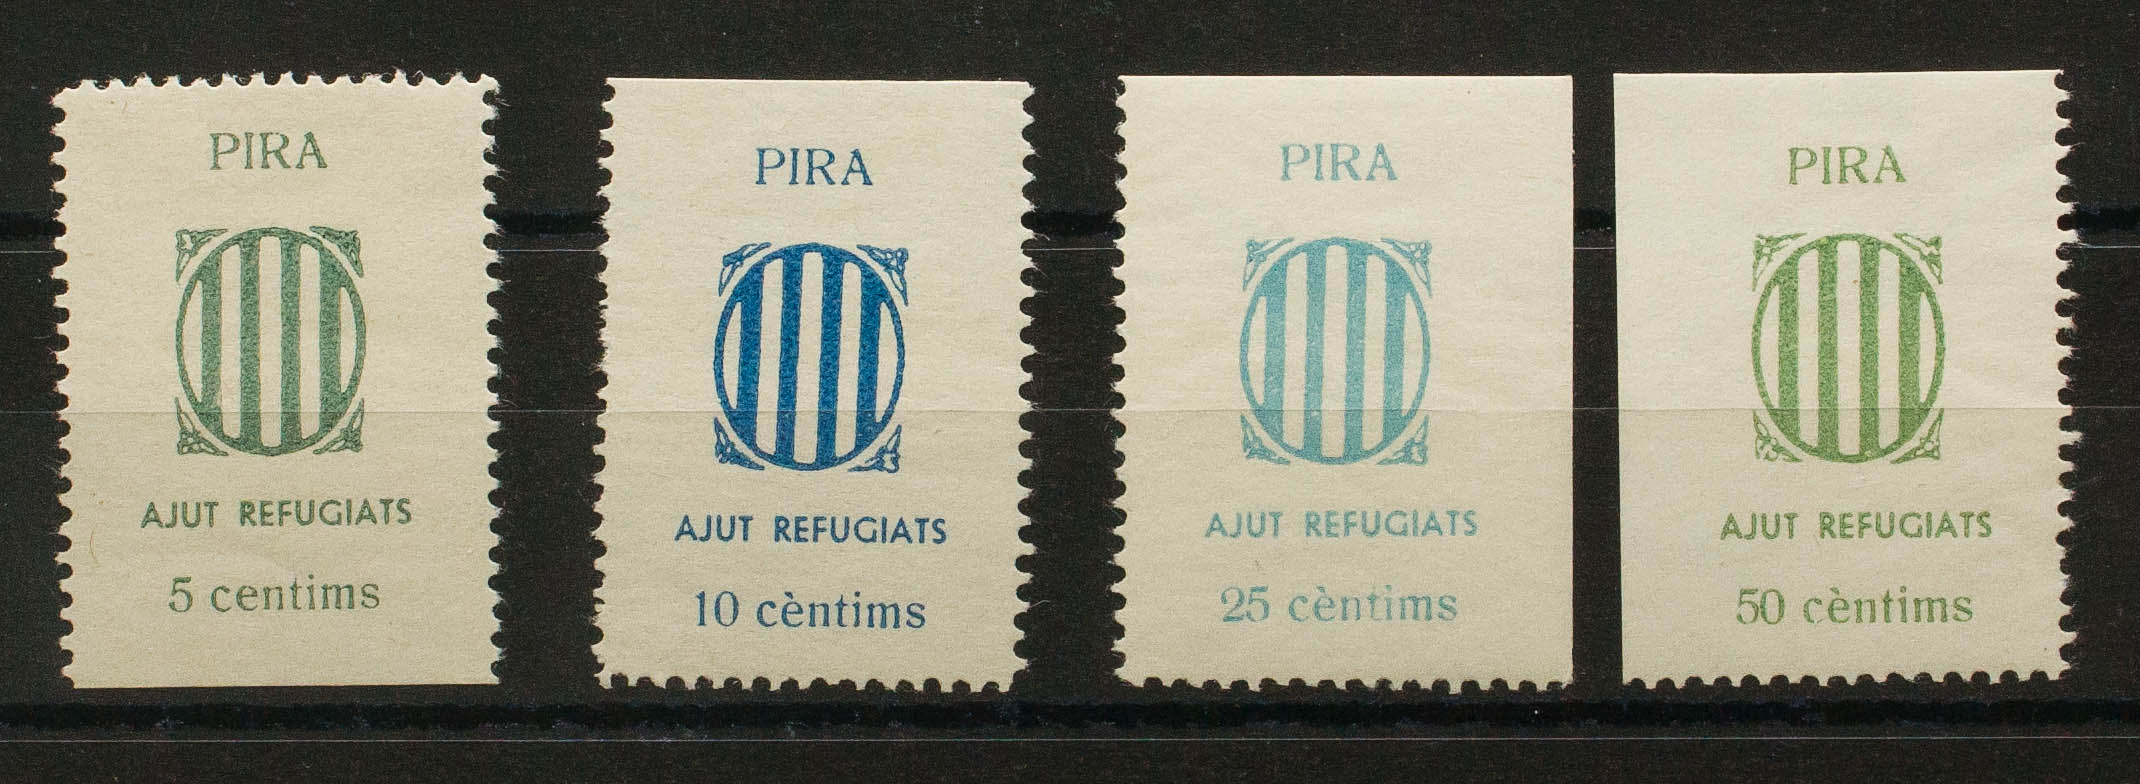 PIRA
AJUT REFUGIATS
5 centims
PIRA
AJUT REFUGIATS
10 cèntims
PIRA
AJUT REFUGIATS
25 cèntims
PIRA
AJUT REFUGIATS
50 cèntims